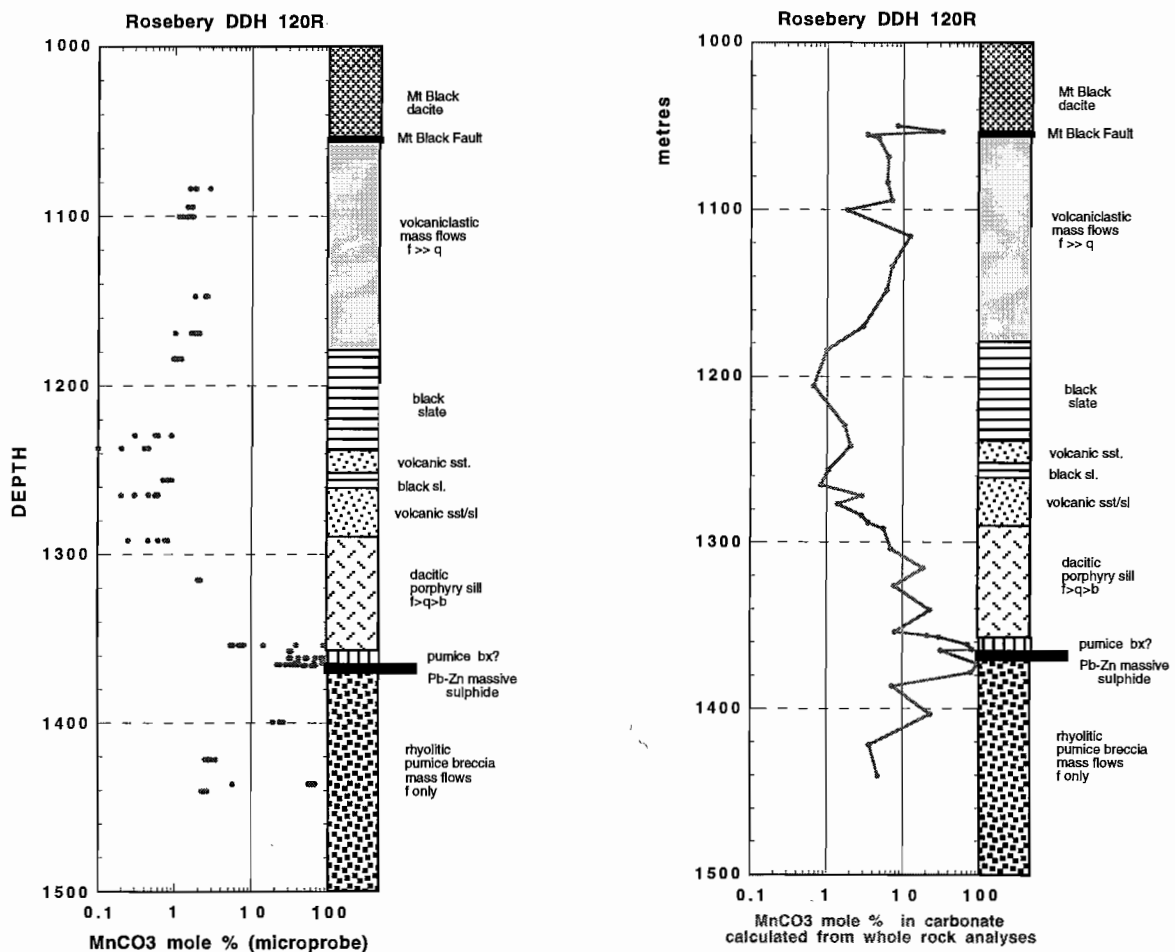 Rosebery DDH 120R
1000
1100
1200
1300
1400
1500
DEPTH
0.1
1
10
100
MnCO3 mole % (microprobe)
Mt Black
dacite
Mt Black Fault
volcaniclastic
mass flows
f >> q
black
slate
volcanic sst.
black sl.
volcanic sst/sl
dacitic
porphyry sill
f>q>b
pumice bx?
Pb-Zn massive
sulphide
rhyolitic
pumice breccia
mass flows
f only
Rosebery DDH 120R
1000
1100
1200
1300
1400
1500
metres
0.1
1
10
100
MnCO3 mole % in carbonate
calculated from whole rock analyses
Mt Black
dacite
Mt Black Fault
volcaniclastic
mass flows
f >> q
black
slate
volcanic sst.
black sl.
volcanic sst/sl
dacitic
porphyry sill
f>q>b
pumice bx?
Pb-Zn massive
sulphide
rhyolitic
pumice breccia
mass flows
f only